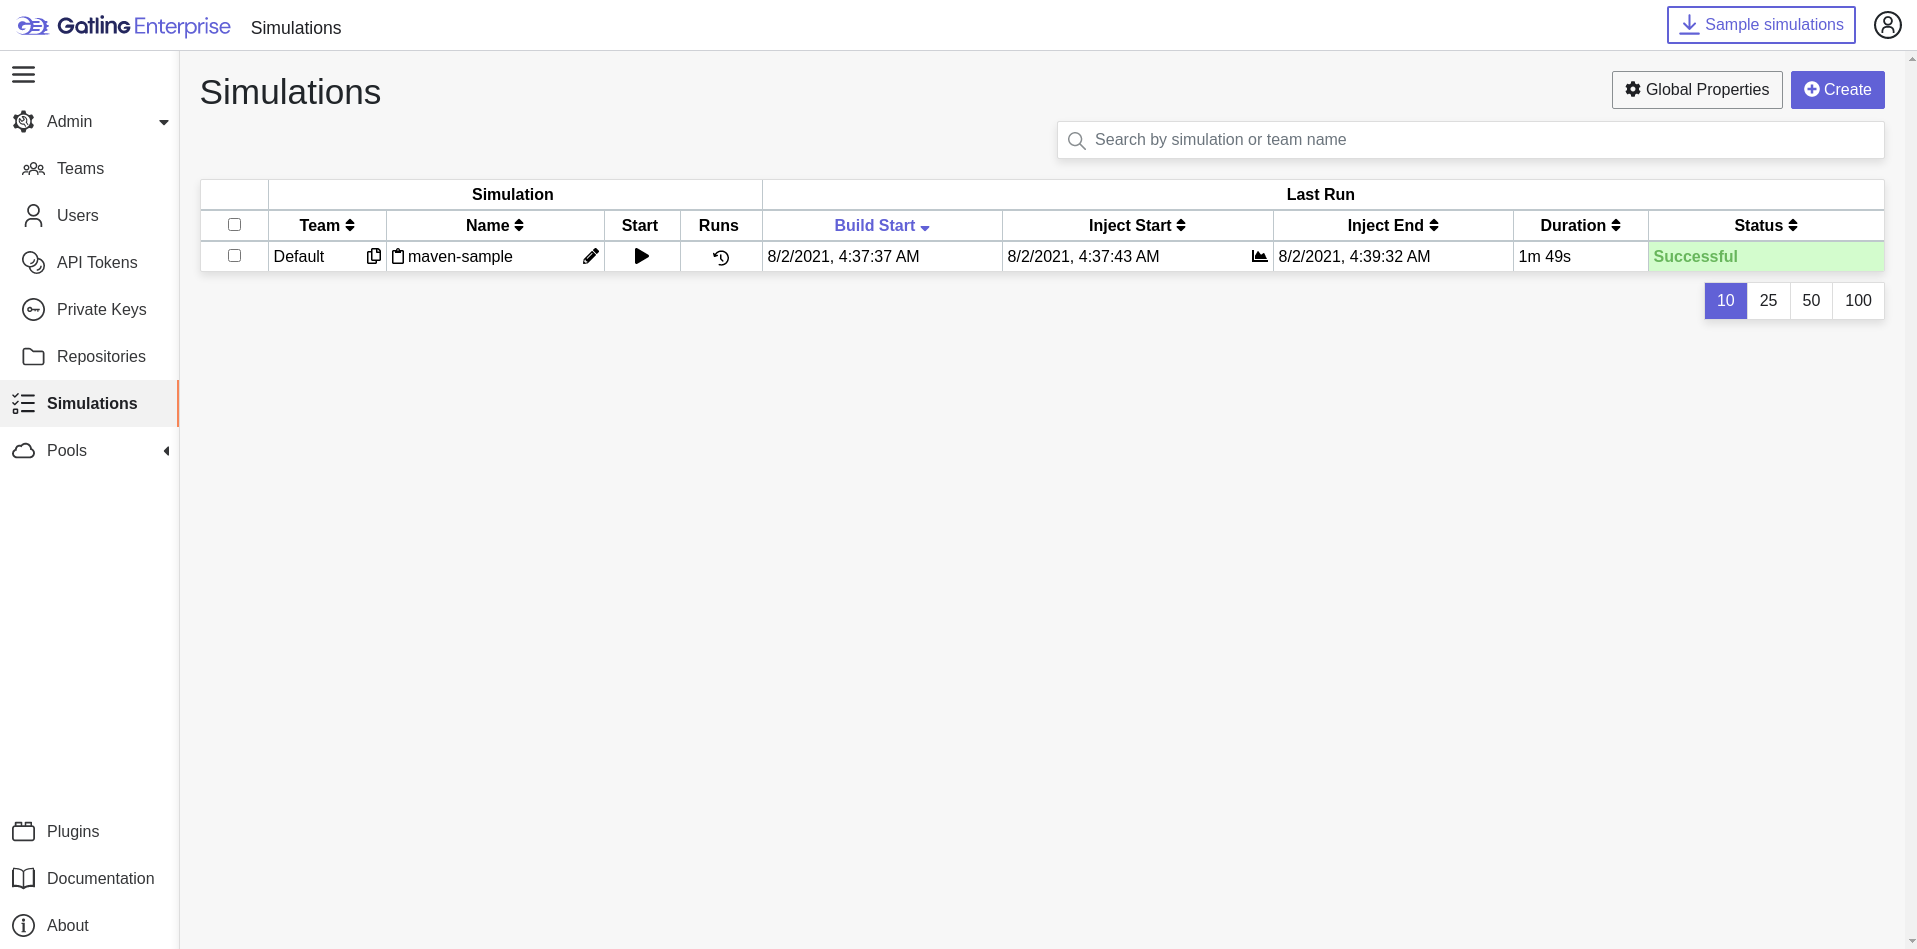 Gatling Enterprise Simulations Sample simulations
Simulations
Global Properties Create
Search by simulation or team name
Admin
Teams
Users
API Tokens
Private Keys
Repositories
Simulations
Pools
Plugins
Documentation
About
Simulation Last Run
Team Name Start Runs Build Start Inject Start Inject End Duration Status
Default maven-sample 8/2/2021, 4:37:37 AM 8/2/2021, 4:37:43 AM 8/2/2021, 4:39:32 AM 1m 49s Successful
10 25 50 100